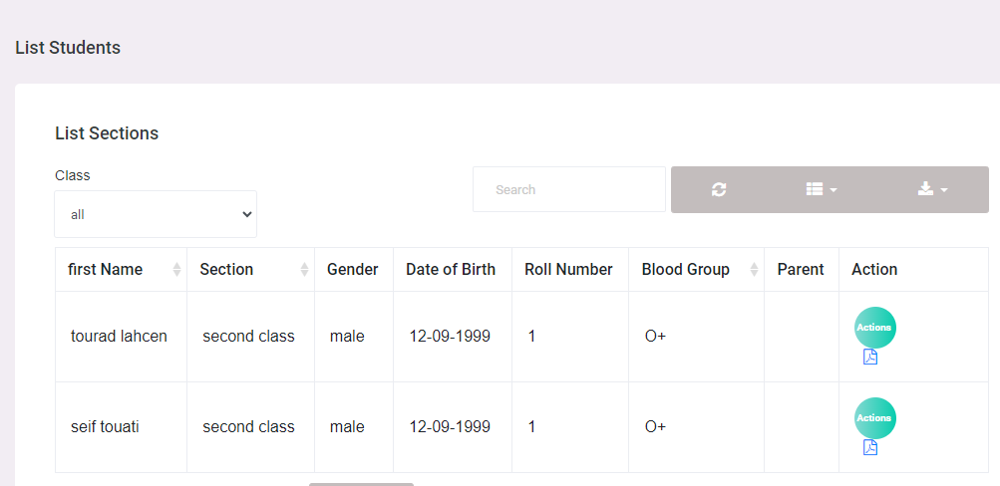 List Students
List Sections
Class
all
Search
first Name Section Gender Date of Birth Roll Number Blood Group Parent Action
tourad lahcen second class male 12-09-1999 1 O+ Actions
seif touati second class male 12-09-1999 1 O+ Actions